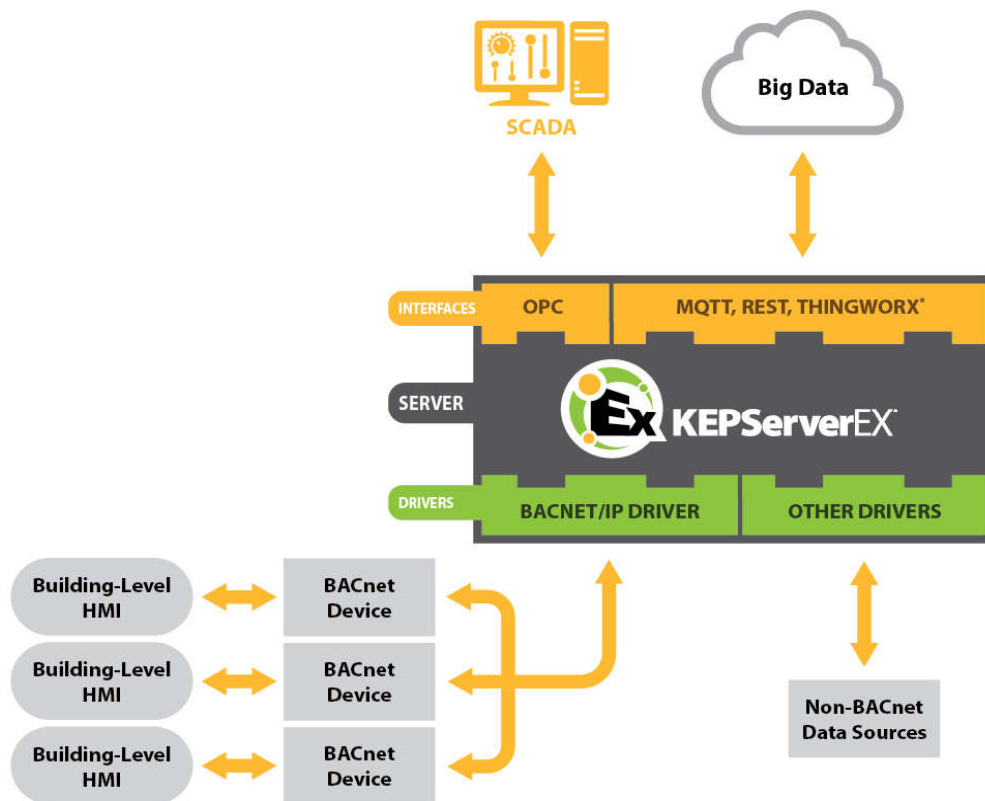 Big Data
SCADA
INTERFACES
OPC
MQTT, REST, THINGWORX®
SERVER
Ex KEPServerEX®
DRIVERS
BACNET/IP DRIVER
OTHER DRIVERS
Building-Level
HMI
BACnet
Device
Building-Level
HMI
BACnet
Device
Building-Level
HMI
BACnet
Device
Non-BACnet
Data Sources